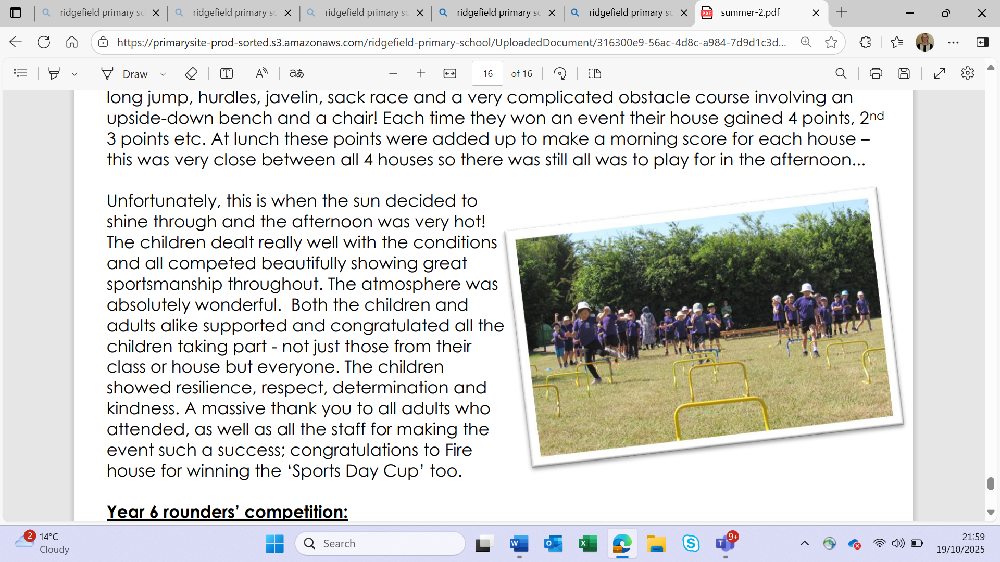 ridgefield primary sc
ridgefield primary sc
ridgefield primary sc
ridgefield primary sc
ridgefield primary sc
PDF
summer-2.pdf
https://primarysite-prod-sorted.s3.amazonaws.com/ridgefield-primary-school/UploadedDocument/316300e9-56ac-4d8c-a984-7d9d1c3d...
Draw
T
A
aあ
16
of 16
long jump, hurdles, javelin, sack race and a very complicated obstacle course involving an
upside-down bench and a chair! Each time they won an event their house gained 4 points, 2nd
3 points etc. At lunch these points were added up to make a morning score for each house –
this was very close between all 4 houses so there was still all was to play for in the afternoon...
Unfortunately, this is when the sun decided to
shine through and the afternoon was very hot!
The children dealt really well with the conditions
and all competed beautifully showing great
sportsmanship throughout. The atmosphere was
absolutely wonderful.  Both the children and
adults alike supported and congratulated all the
children taking part - not just those from their
class or house but everyone. The children
showed resilience, respect, determination and
kindness. A massive thank you to all adults who
attended, as well as all the staff for making the
event such a success; congratulations to Fire
house for winning the ‘Sports Day Cup’ too.
Year 6 rounders’ competition:
2
14°C
Cloudy
Search
W
O
X
S
T
9+
21:59
19/10/2025